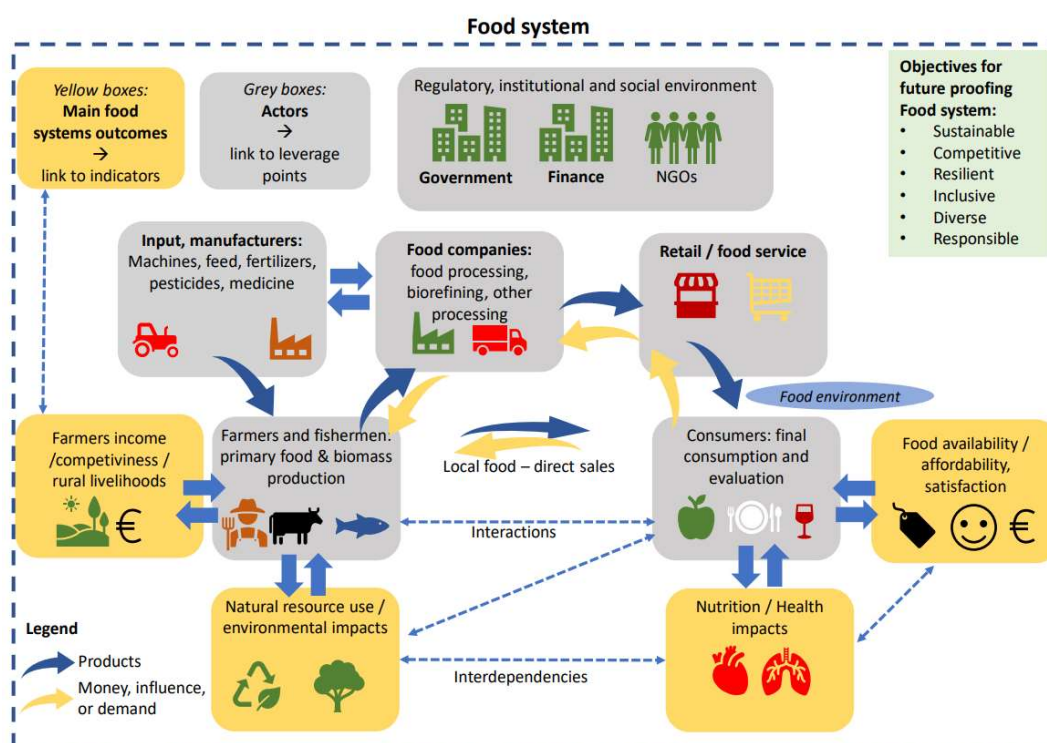 Food system
Yellow boxes:
Main food
systems outcomes
→
link to indicators
Grey boxes:
Actors
→
link to leverage
points
Regulatory, institutional and social environment
Government
Finance
NGOs
Objectives for
future proofing
Food system:
• Sustainable
• Competitive
• Resilient
• Inclusive
• Diverse
• Responsible
Input, manufacturers:
Machines, feed, fertilizers,
pesticides, medicine
Food companies:
food processing,
biorefining, other
processing
Retail / food service
Food environment
Farmers income
/competiviness /
rural livelihoods
€
Farmers and fishermen:
primary food & biomass
production
Local food – direct sales
Consumers: final
consumption and
evaluation
Food availability /
affordability,
satisfaction
€
Interactions
Natural resource use /
environmental impacts
Nutrition / Health
impacts
Interdependencies
Legend
Products
Money, influence,
or demand